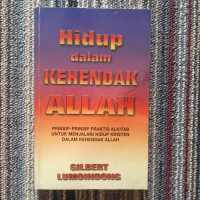 Hidup
dalam
KEHENDAK
ALLAH
PRINSIP-PRINSIP PRAKTIS ALKITAB
UNTUK MENJALANI HIDUP KRISTEN
DALAM KEHENDAK ALLAH
GILBERT
LUMOINDONG